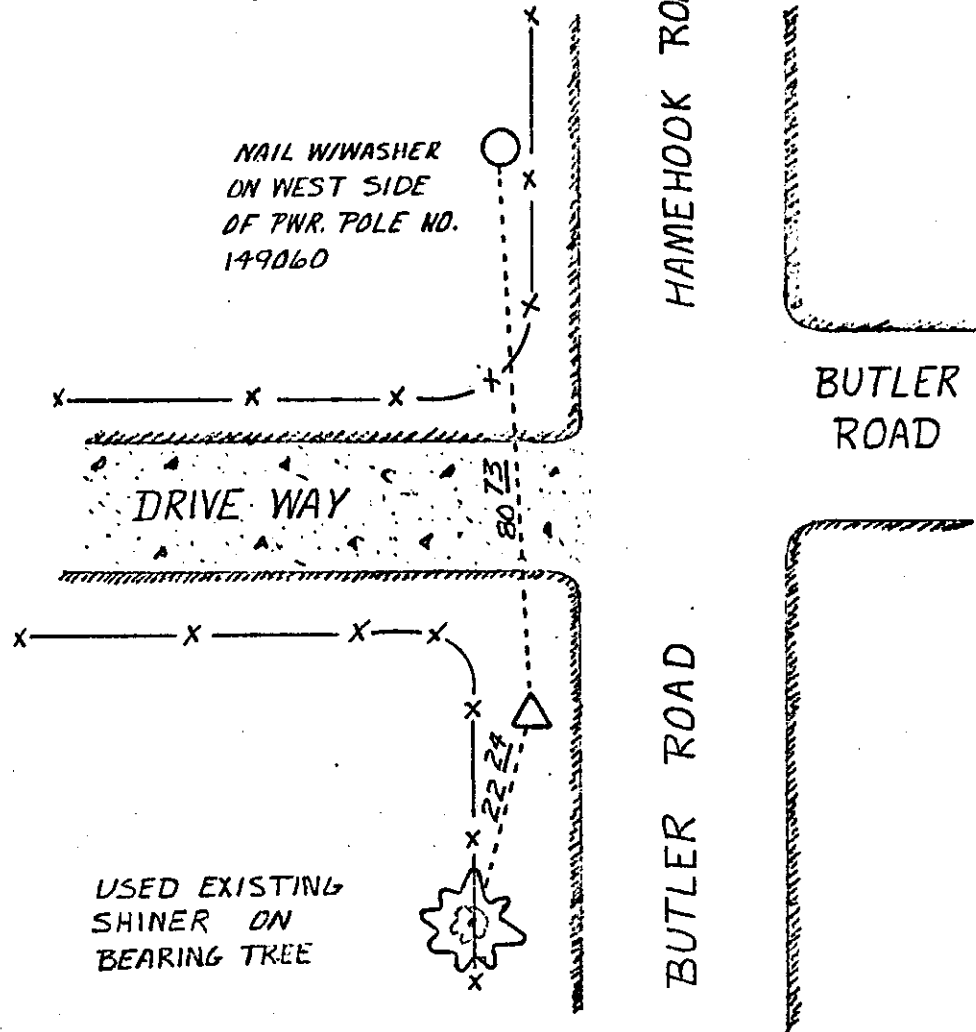 HAMEHOOK
NAIL W/WASHER
ON WEST SIDE
OF PWR. POLE NO.
149060
BUTLER
ROAD
DRIVE WAY
80 73
22 24
BUTLER ROAD
USED EXISTING
SHINER ON
BEARING TREE